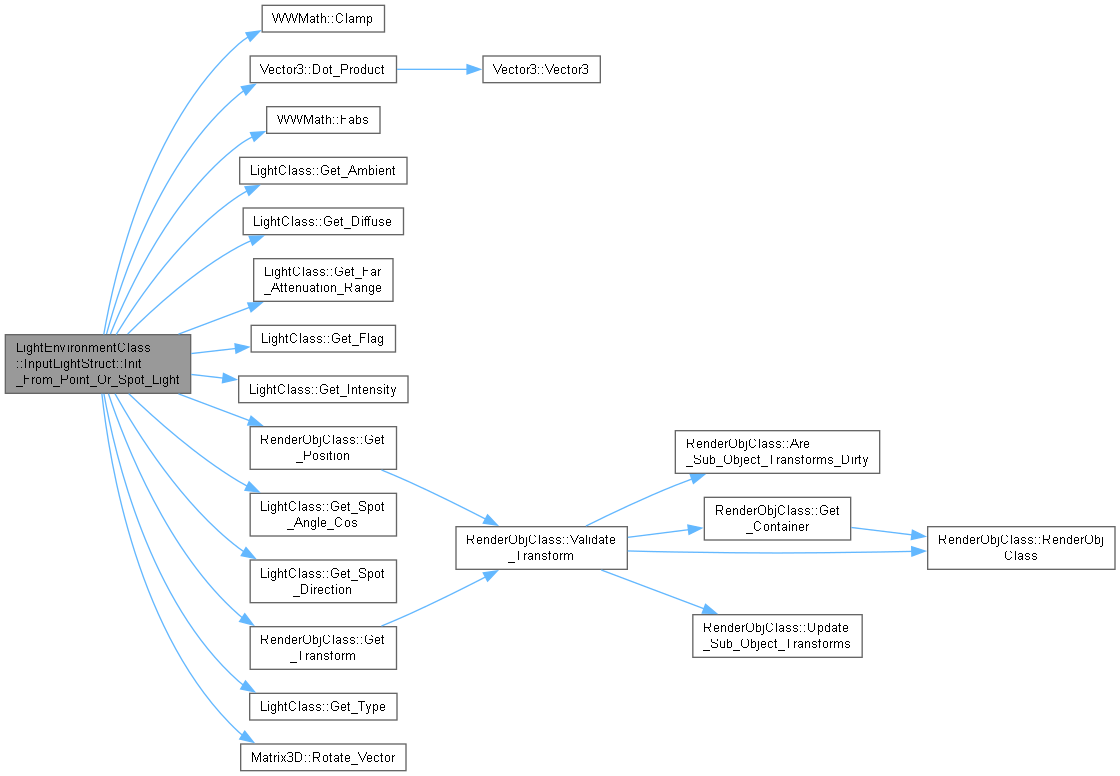 WWMath::Clamp
Vector3::Dot_Product
Vector3::Vector3
WWMath::Fabs
LightClass::Get_Ambient
LightClass::Get_Diffuse
LightClass::Get_Far
_Attenuation_Range
LightClass::Get_Flag
LightEnvironmentClass
::InputLightStruct::Init
_From_Point_Or_Spot_Light
LightClass::Get_Intensity
RenderObjClass::Get
_Position
LightClass::Get_Spot
_Angle_Cos
LightClass::Get_Spot
_Direction
RenderObjClass::Get
_Transform
LightClass::Get_Type
Matrix3D::Rotate_Vector
RenderObjClass::Validate
_Transform
RenderObjClass::Are
_Sub_Object_Transforms_Dirty
RenderObjClass::Get
_Container
RenderObjClass::RenderObj
Class
RenderObjClass::Update
_Sub_Object_Transforms